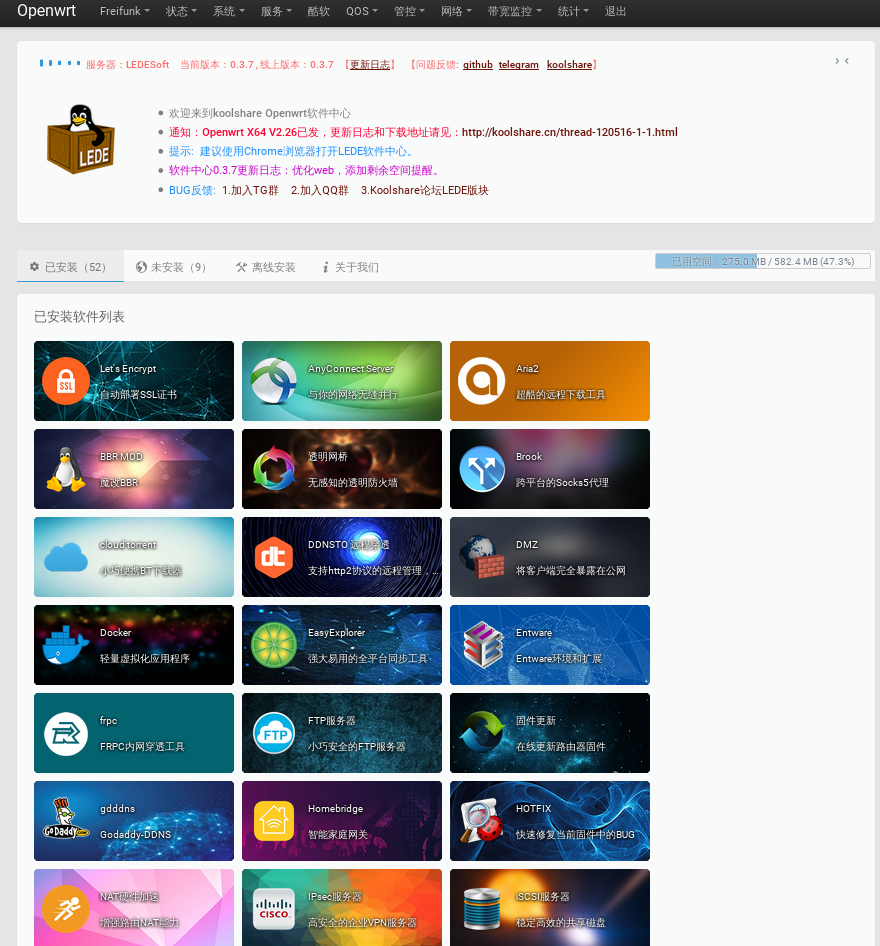 Openwrt Freifunk 状态 系统 服务 酷软 QOS 管控 网络 带宽监控 统计 退出
服务器：LEDESoft 当前版本：0.3.7 , 线上版本：0.3.7 【更新日志】 【问题反馈: github telegram koolshare】
欢迎来到koolshare Openwrt软件中心
通知：Openwrt X64 V2.26已发，更新日志和下载地址请见：http://koolshare.cn/thread-120516-1-1.html
LEDE
提示: 建议使用Chrome浏览器打开LEDE软件中心。
软件中心0.3.7更新日志：优化web，添加剩余空间提醒。
BUG反馈: 1.加入TG群 2.加入QQ群 3.Koolshare论坛LEDE版块
已安装（52） 未安装（9） 离线安装 关于我们 已用空间：275.0 MB / 582.4 MB (47.3%)
已安装软件列表
Let's Encrypt
SSL
自动部署SSL证书
AnyConnect Server
与你的网络无缝并行
Aria2
超酷的远程下载工具
BBR MOD
魔改BBR
透明网桥
无感知的透明防火墙
Brook
跨平台的Socks5代理
cloud torrent
小巧便携BT下载器
DDNSTO 远程穿透
dt
支持http2协议的远程管理，...
DMZ
将客户端完全暴露在公网
Docker
轻量虚拟化应用程序
EasyExplorer
强大易用的全平台同步工具
Entware
Entware环境和扩展
frpc
FRPC内网穿透工具
FTP服务器
FTP
小巧安全的FTP服务器
固件更新
在线更新路由器固件
gdddns
Go Daddy.com
Godaddy-DDNS
Homebridge
智能家庭网关
HOTFIX
快速修复当前固件中的BUG
NAT硬件加速
增强路由NAT能力
IPsec服务器
CISCO.
高安全的企业VPN服务器
iSCSI服务器
稳定高效的共享磁盘